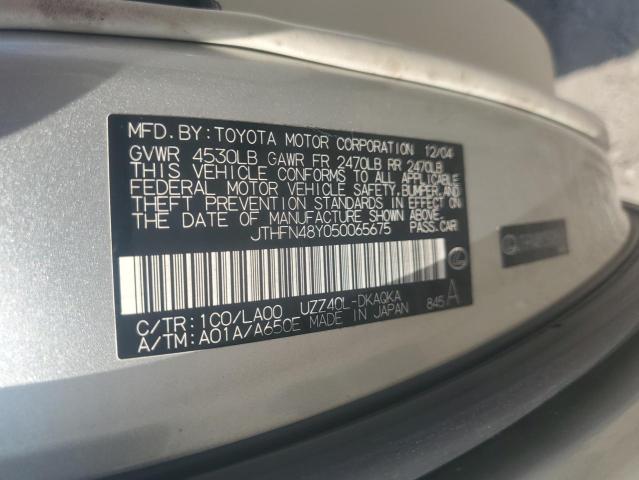 MFD. BY: TOYOTA MOTOR CORPORATION 12/04
GVWR 4530LB GAWR FR 2470LB RR 2470LB
THIS VEHICLE CONFORMS TO ALL APPLICABLE
FEDERAL MOTOR VEHICLE SAFETY, BUMPER, AND
THEFT PREVENTION STANDARDS IN EFFECT ON
THE DATE OF MANUFACTURE SHOWN ABOVE.
JTHFN48Y050065675 PASS. CAR
C/TR: 1C0/LA00 UZZ40L-DKAQKA 845 A
A/TM: A01A/A650E MADE IN JAPAN